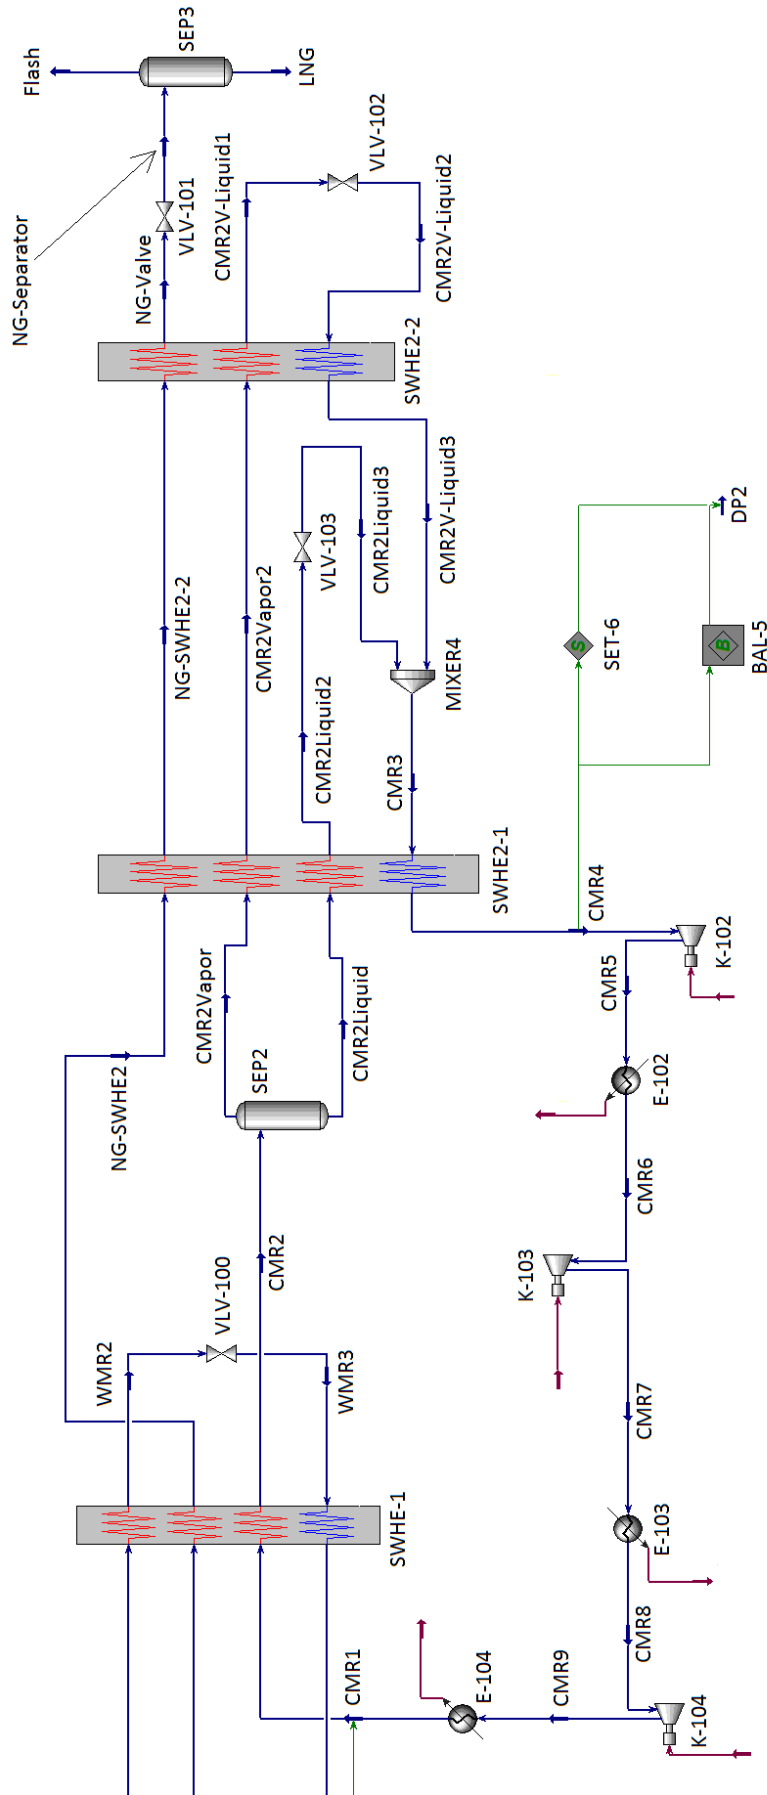 Flash
SEP3
LNG
NG-Separator
NG-Valve
VLV-101
CMR2V-Liquid1
VLV-102
CMR2V-Liquid2
SWHE2-2
NG-SWHE2-2
CMR2Vapor2
CMR2Liquid2
VLV-103
CMR2Liquid3
CMR2V-Liquid3
MIXER4
CMR3
SWHE2-1
S
SET-6
B
BAL-5
DP2
CMR4
NG-SWHE2
CMR2Vapor
SEP2
CMR2Liquid
K-102
CMR5
E-102
CMR6
K-103
WMR2
VLV-100
CMR2
WMR3
CMR7
SWHE-1
E-103
CMR8
CMR1
E-104
CMR9
K-104